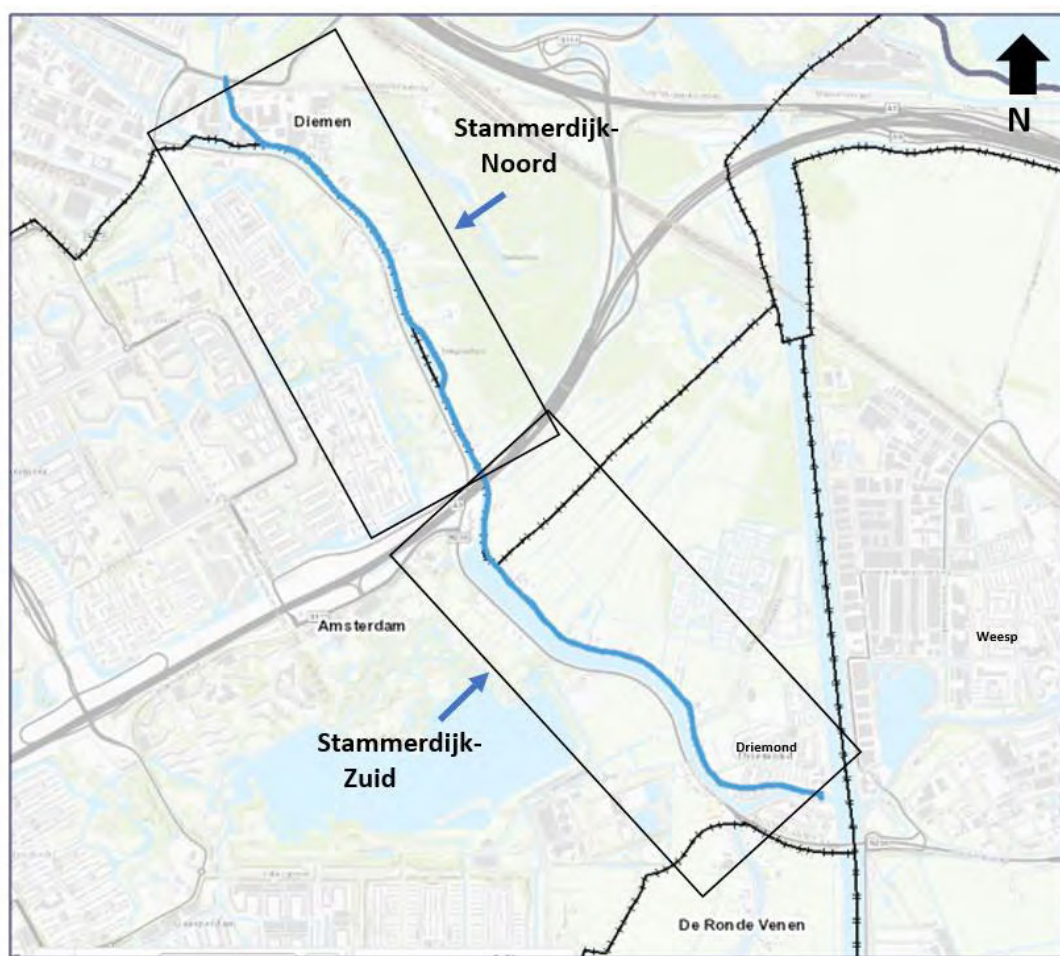 N
Diemen
Stammerdijk-
Noord
Amsterdam
Weesp
Stammerdijk-
Zuid
Driemond
De Ronde Venen